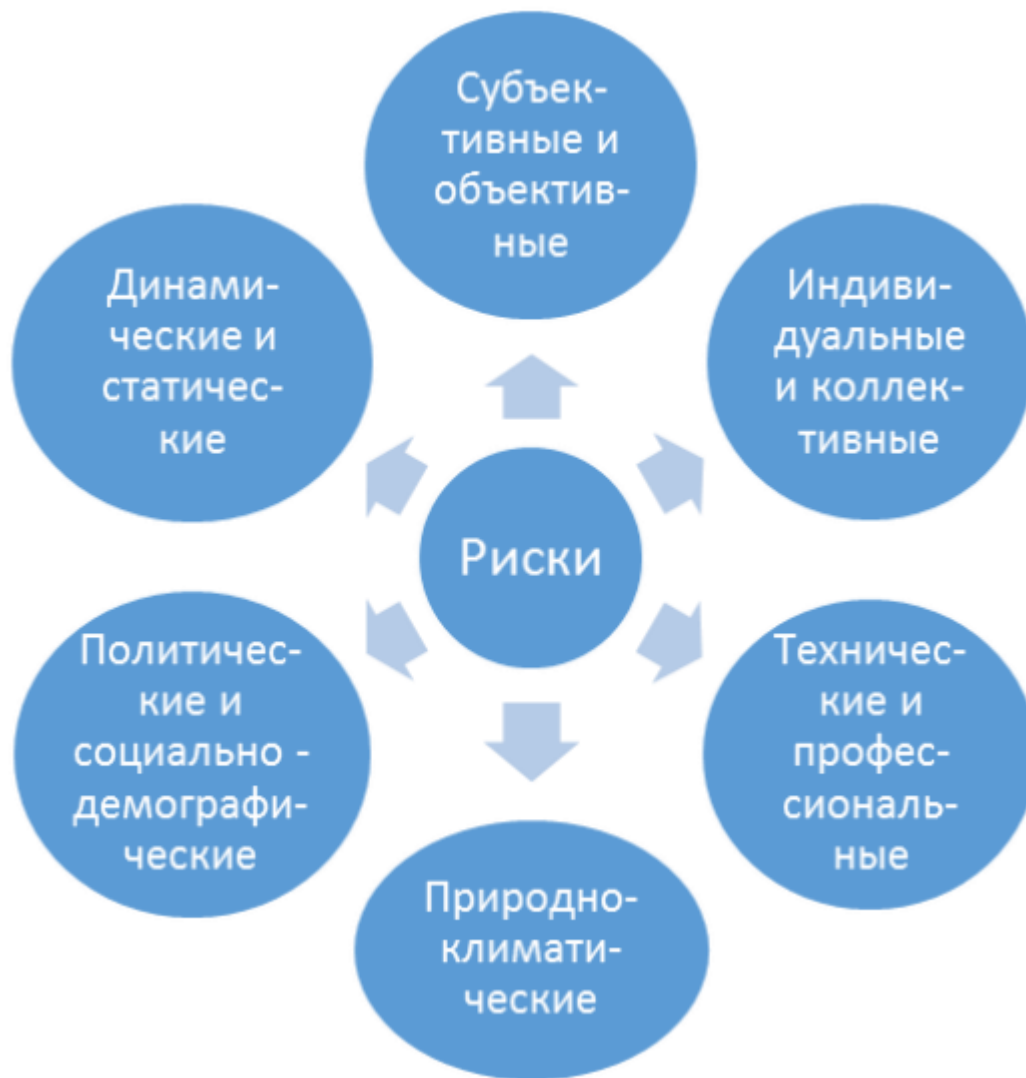 Субъек-
тивные и
объектив-
ные
Динами-
ческие и
статичес-
кие
Индиви-
дуальные
и коллек-
тивные
Риски
Политичес-
кие и
социально -
демографи-
ческие
Техничес-
кие и
профес-
сиональ-
ные
Природно-
климати-
ческие